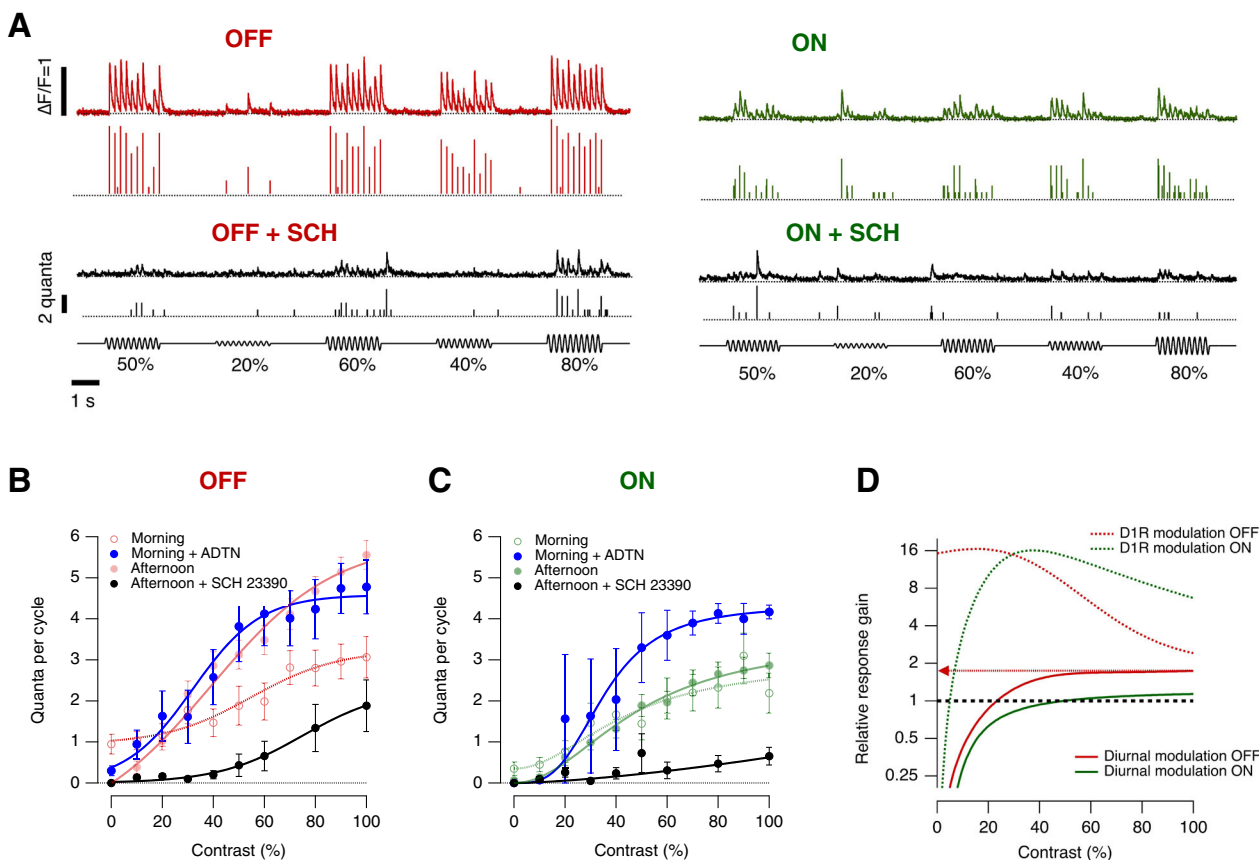 A
OFF
ON
ΔF/F=1
OFF + SCH
ON + SCH
2 quanta
50% 20% 60% 40% 80%
50% 20% 60% 40% 80%
1 s
B
OFF
C
ON
D
Quanta per cycle
6
5
4
3
2
1
0
Morning
Morning + ADTN
Afternoon
Afternoon + SCH 23390
0 20 40 60 80 100
Contrast (%)
Quanta per cycle
6
5
4
3
2
1
0
Morning
Morning + ADTN
Afternoon
Afternoon + SCH 23390
0 20 40 60 80 100
Contrast (%)
Relative response gain
16
8
4
2
1
0.5
0.25
D1R modulation OFF
D1R modulation ON
Diurnal modulation OFF
Diurnal modulation ON
0 20 40 60 80 100
Contrast (%)